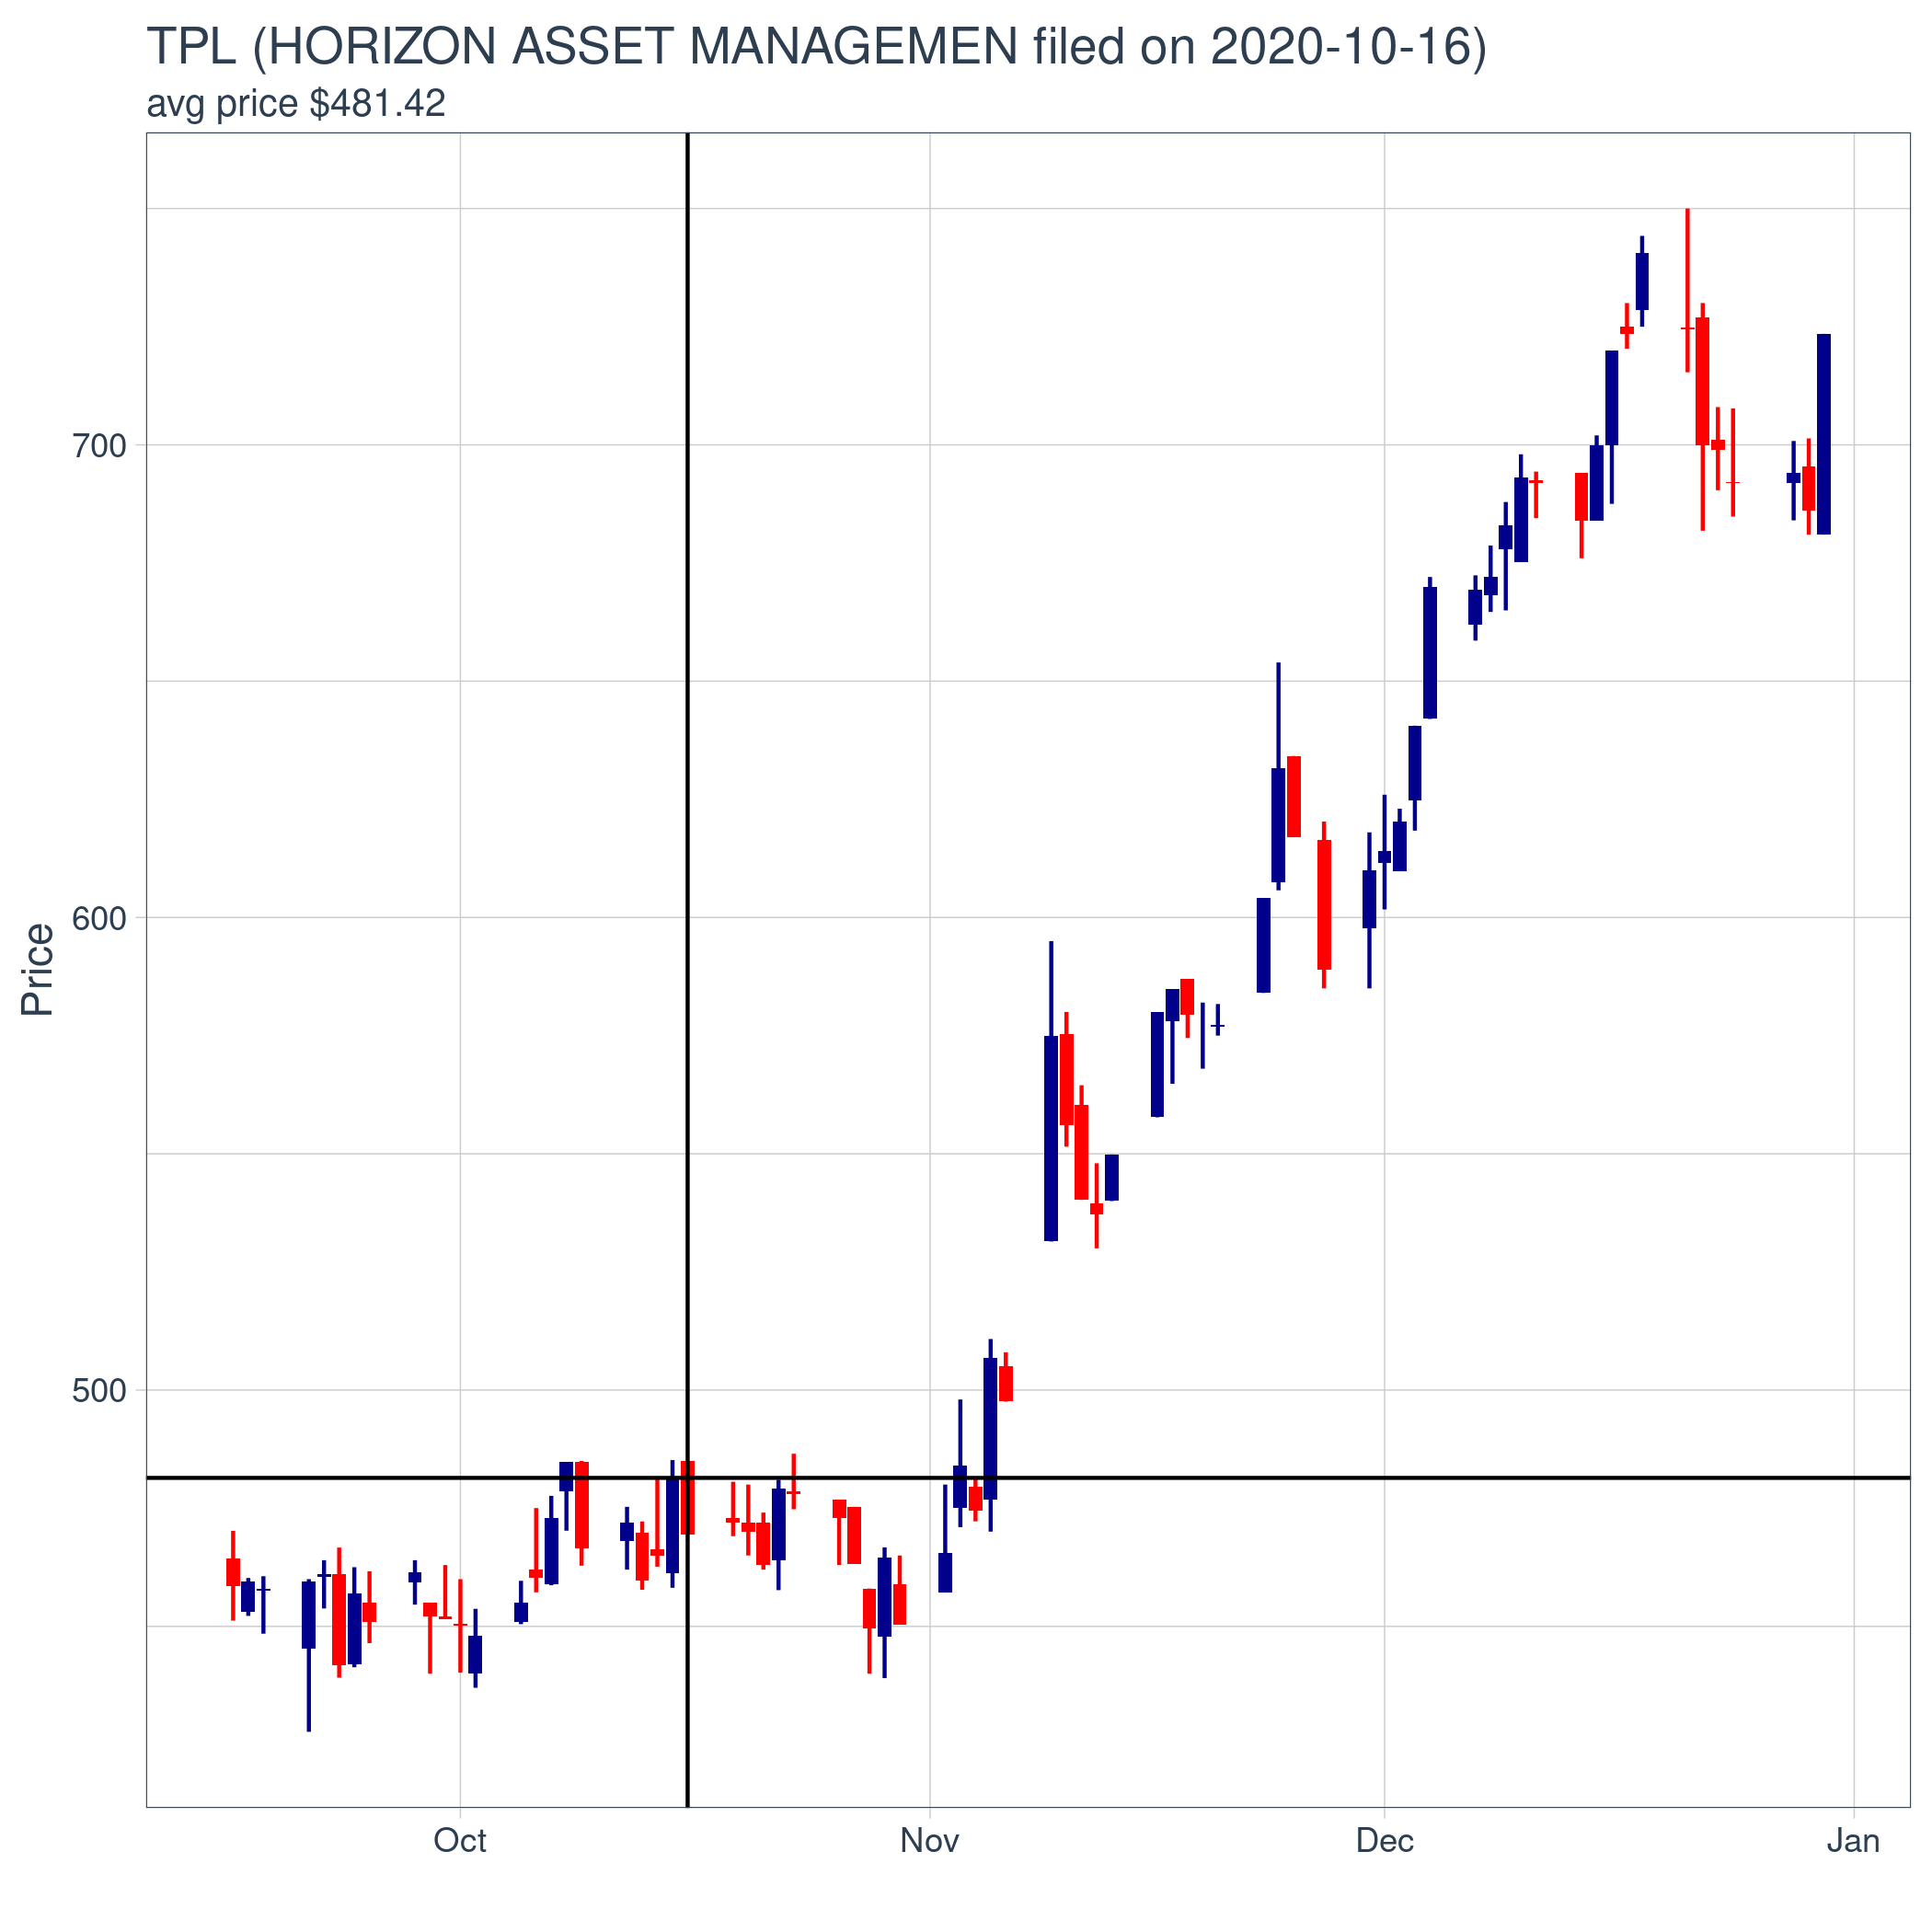 TPL (HORIZON ASSET MANAGEMEN filed on 2020-10-16)
avg price $481.42
700
600
500
Price
Oct Nov Dec Jan